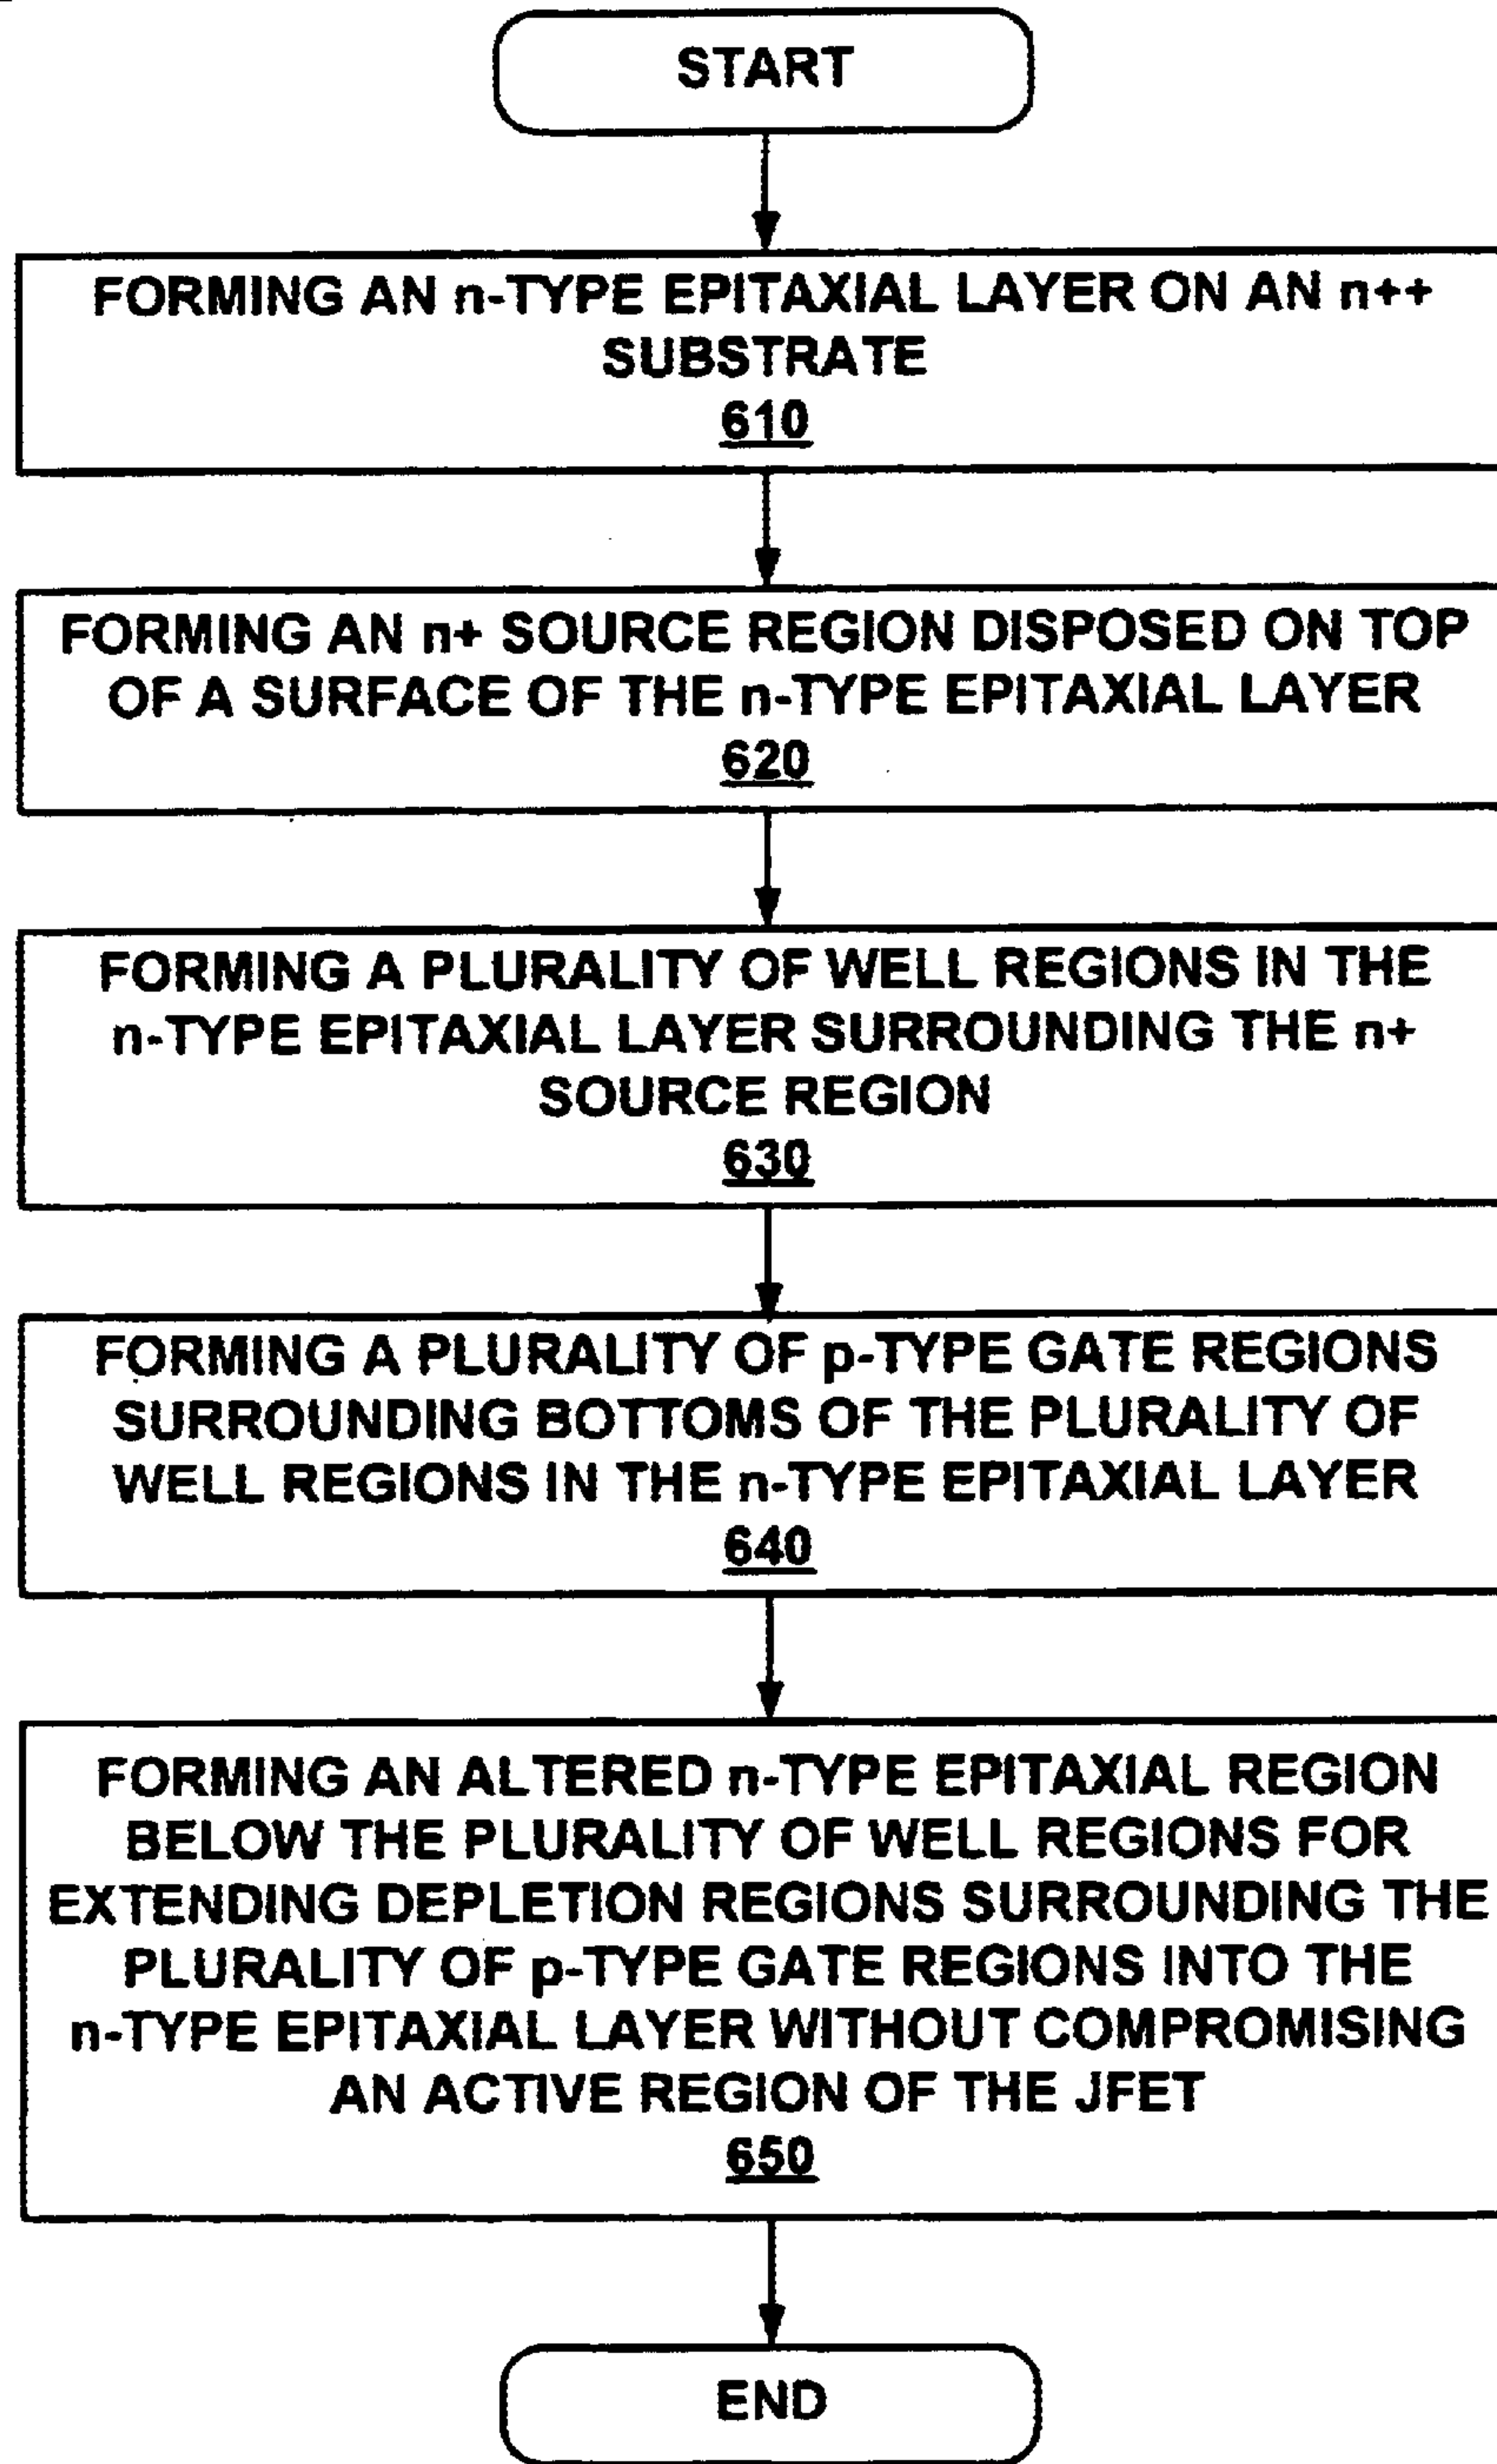 START
FORMING AN n-TYPE EPITAXIAL LAYER ON AN n++
SUBSTRATE
610
FORMING AN n+ SOURCE REGION DISPOSED ON TOP
OF A SURFACE OF THE n-TYPE EPITAXIAL LAYER
620
FORMING A PLURALITY OF WELL REGIONS IN THE
n-TYPE EPITAXIAL LAYER SURROUNDING THE n+
SOURCE REGION
630
FORMING A PLURALITY OF p-TYPE GATE REGIONS
SURROUNDING BOTTOMS OF THE PLURALITY OF
WELL REGIONS IN THE n-TYPE EPITAXIAL LAYER
640
FORMING AN ALTERED n-TYPE EPITAXIAL REGION
BELOW THE PLURALITY OF WELL REGIONS FOR
EXTENDING DEPLETION REGIONS SURROUNDING THE
PLURALITY OF p-TYPE GATE REGIONS INTO THE
n-TYPE EPITAXIAL LAYER WITHOUT COMPROMISING
AN ACTIVE REGION OF THE JFET
650
END